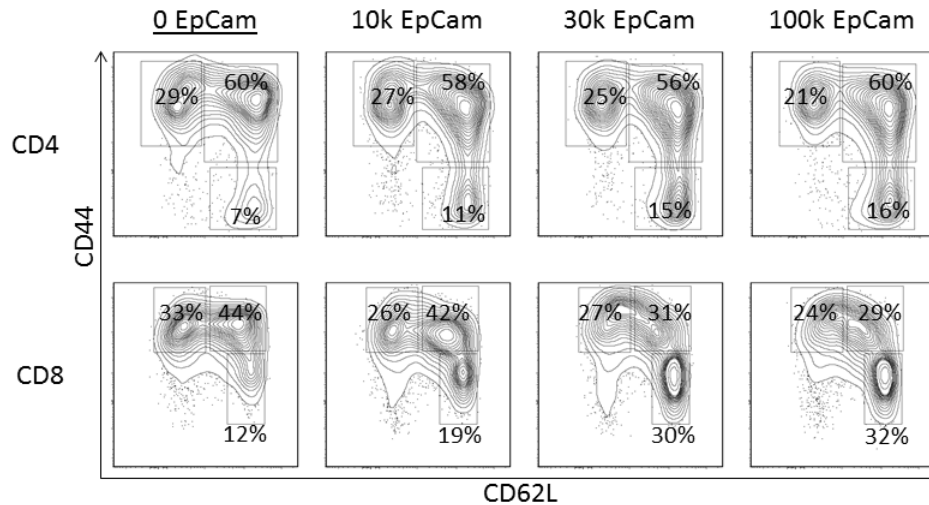 0 EpCam 10k EpCam 30k EpCam 100k EpCam
CD4
29% 60% 27% 58% 25% 56% 21% 60%
7% 11% 15% 16%
CD44
CD8
33% 44% 26% 42% 27% 31% 24% 29%
12% 19% 30% 32%
CD62L